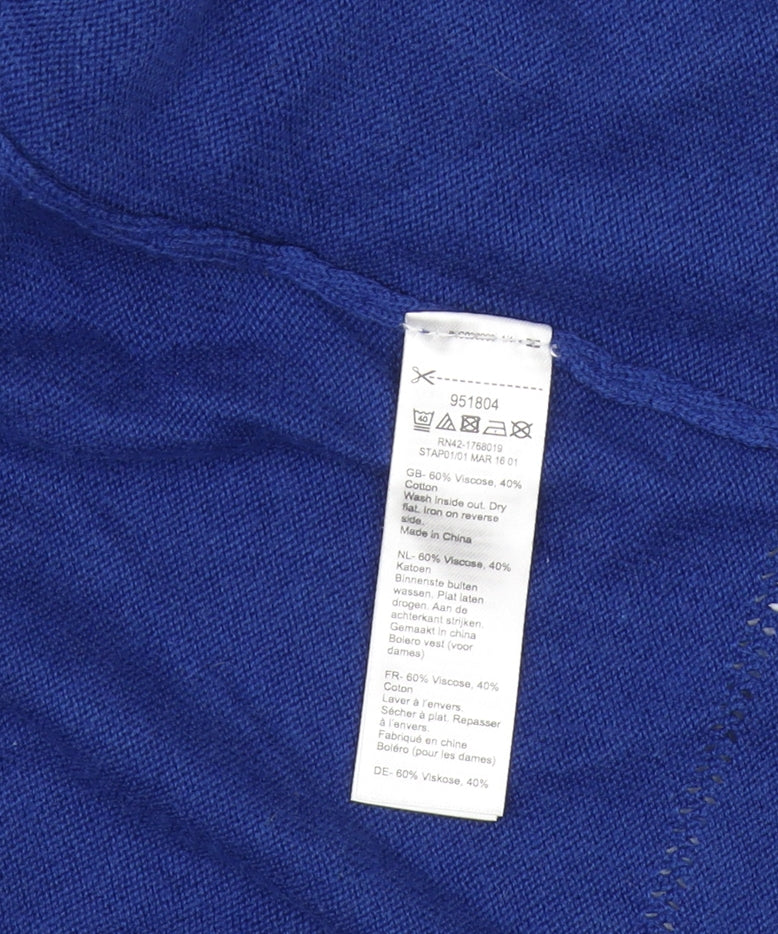 951804
40
RN42-1768019
STAP01/01 MAR 16 01
GB- 60% Viscose, 40%
Cotton
Wash inside out. Dry
flat. Iron on reverse
side.
Made in China
NL- 60% Viscose, 40%
Katoen
Binnenste buiten
wassen. Plat laten
drogen. Aan de
achterkant strijken.
Gemaakt in china
Bolero vest (voor
dames)
FR- 60% Viscose, 40%
Coton
Laver à l'envers.
Sécher à plat. Repasser
à l'envers.
Fabriqué en chine
Boléro (pour les dames)
DE- 60% Viskose, 40%